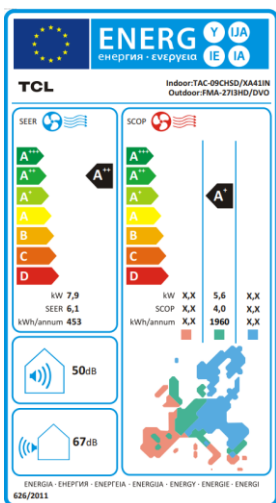 ENERG Y IJA
енергия · ενεργεια IE IA
TCL
Indoor:TAC-09CHSD/XA41IN
Outdoor:FMA-27I3HD/DVO
SEER SCOP
A+++ A+++
A++ A++ A++
A+ A+ A+
A A
B B
C C
D D
kW 7,9 kW X,X 5,6 X,X
SEER 6,1 SCOP X,X 4,0 X,X
kWh/annum 453 kWh/annum X,X 1960 X,X
50dB
67dB
ENERGIA · ЕНЕРГИЯ · ΕΝΕΡΓΕΙΑ · ENERGIJA · ENERGY · ENERGIE · ENERGI
626/2011